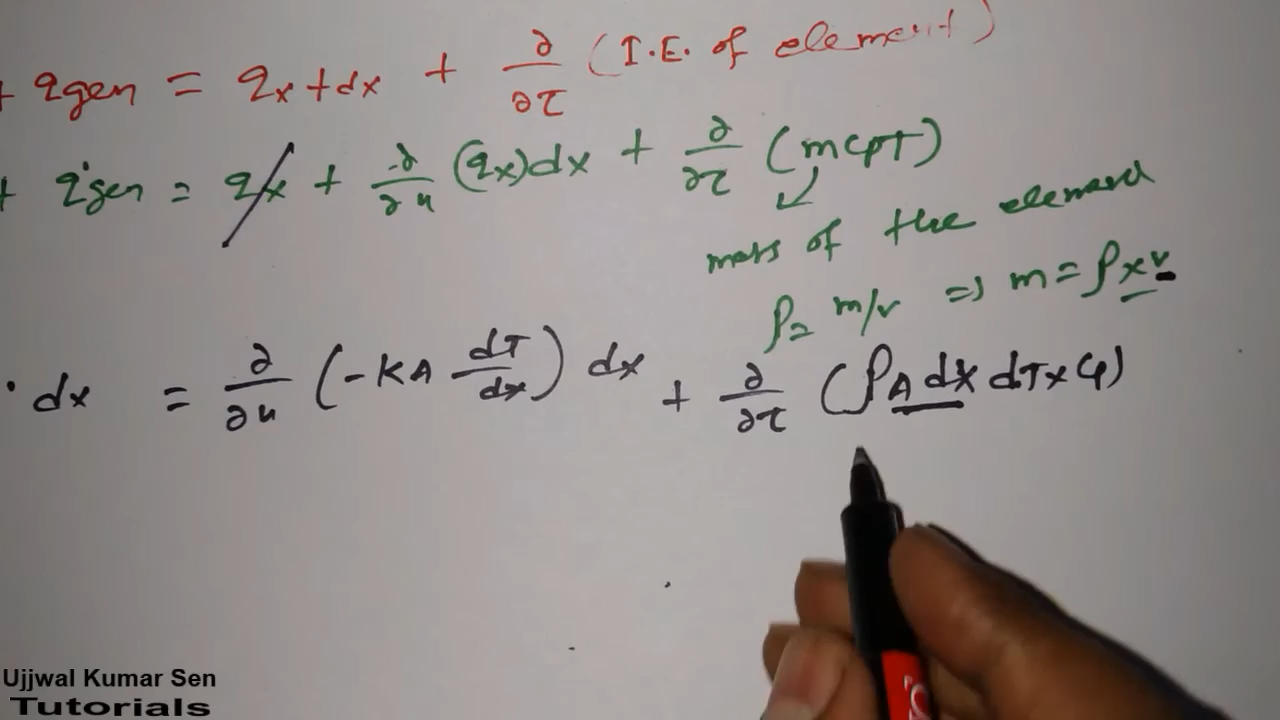 + qgen = qx+dx + ∂/∂τ (I.E. of element)
+ q̇gen = qx + ∂/∂x (qx)dx + ∂/∂τ (mCpT)
mass of the element
ρ = m/v ⇒ m = ρ x v
dx = ∂/∂x (-KA dT/dx) dx + ∂/∂τ (ρA dx dT x Cp)
Ujjwal Kumar Sen
Tutorials